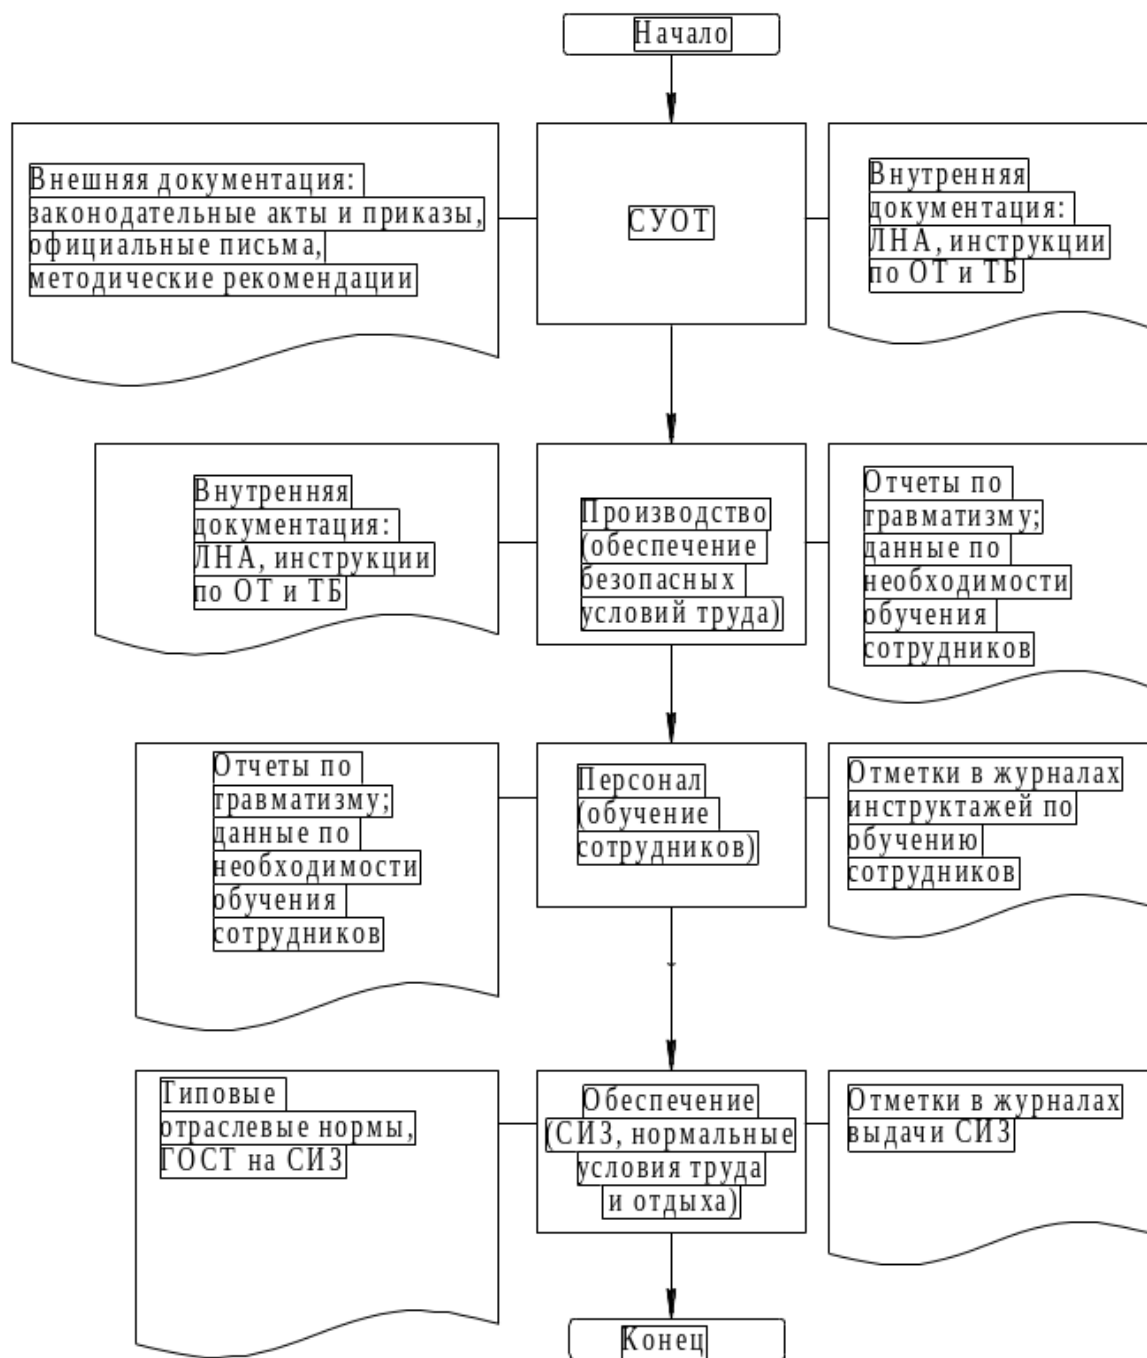 Начало
Внешняя документация:
законодательные акты и приказы,
официальные письма,
методические рекомендации
СУОТ
Внутренняя
документация:
ЛНА, инструкции
по ОТ и ТБ
Внутренняя
документация:
ЛНА, инструкции
по ОТ и ТБ
Производство
(обеспечение
безопасных
условий труда)
Отчеты по
травматизму;
данные по
необходимости
обучения
сотрудников
Отчеты по
травматизму;
данные по
необходимости
обучения
сотрудников
Персонал
(обучение
сотрудников)
Отметки в журналах
инструктажей по
обучению
сотрудников
Типовые
отраслевые нормы,
ГОСТ на СИЗ
Обеспечение
(СИЗ, нормальные
условия труда
и отдыха)
Отметки в журналах
выдачи СИЗ
Конец